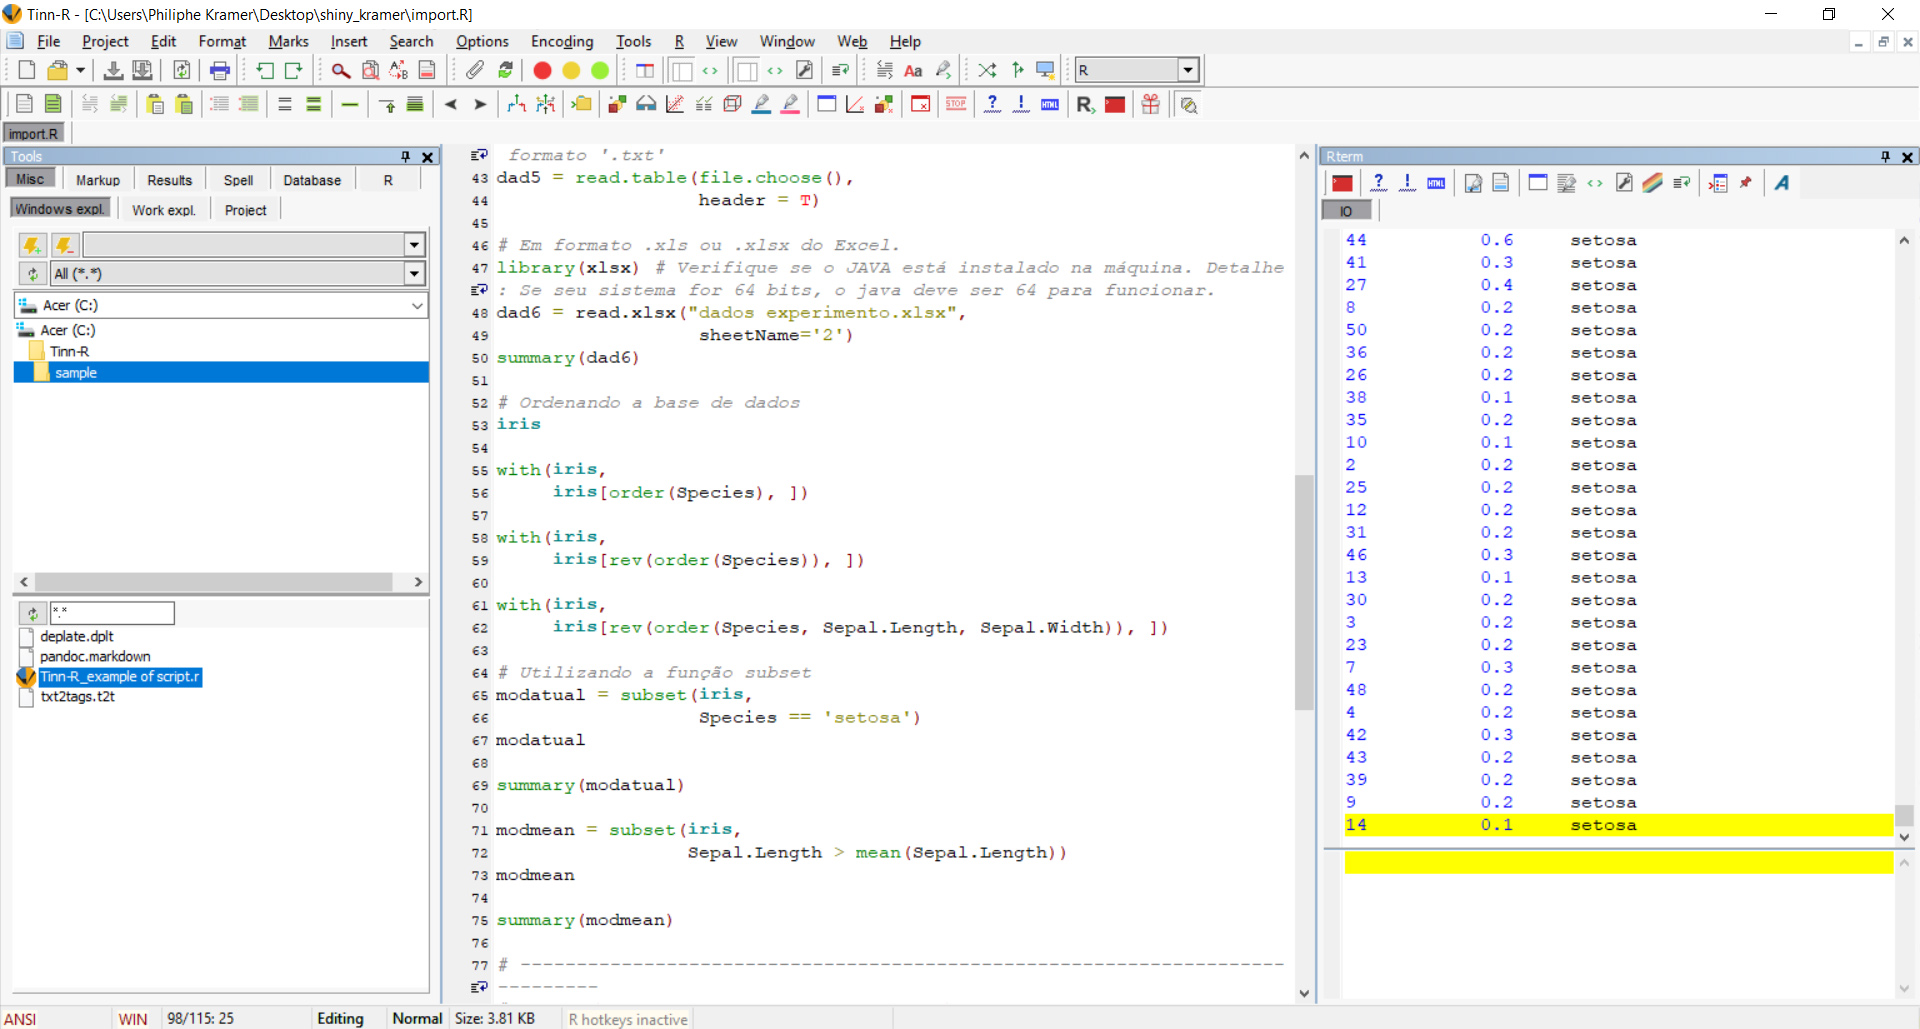 Tinn-R - [C:\Users\Philiphe Kramer\Desktop\shiny_kramer\import.R]
File Project Edit Format Marks Insert Search Options Encoding Tools R View Window Web Help
R
STOP HTML R
import.R
Tools
Misc Markup Results Spell Database R
Windows expl. Work expl. Project
All (*.*)
Acer (C:)
Acer (C:)
Tinn-R
sample
*.*
deplate.dplt
pandoc.markdown
Tinn-R_example of script.r
txt2tags.t2t
formato '.txt'
43 dad5 = read.table(file.choose(),
44 header = T)
45
46 # Em formato .xls ou .xlsx do Excel.
47 library(xlsx) # Verifique se o JAVA está instalado na máquina. Detalhe
: Se seu sistema for 64 bits, o java deve ser 64 para funcionar.
48 dad6 = read.xlsx("dados experimento.xlsx",
49 sheetName='2')
50 summary(dad6)
51
52 # Ordenando a base de dados
53 iris
54
55 with(iris,
56 iris[order(Species), ])
57
58 with(iris,
59 iris[rev(order(Species)), ])
60
61 with(iris,
62 iris[rev(order(Species, Sepal.Length, Sepal.Width)), ])
63
64 # Utilizando a função subset
65 modatual = subset(iris,
66 Species == 'setosa')
67 modatual
68
69 summary(modatual)
70
71 modmean = subset(iris,
72 Sepal.Length > mean(Sepal.Length))
73 modmean
74
75 summary(modmean)
76
77 # --------------------------------------------------------------------
---------
Rterm
HTML
IO
44 0.6 setosa
41 0.3 setosa
27 0.4 setosa
8 0.2 setosa
50 0.2 setosa
36 0.2 setosa
26 0.2 setosa
38 0.1 setosa
35 0.2 setosa
10 0.1 setosa
2 0.2 setosa
25 0.2 setosa
12 0.2 setosa
31 0.2 setosa
46 0.3 setosa
13 0.1 setosa
30 0.2 setosa
3 0.2 setosa
23 0.2 setosa
7 0.3 setosa
48 0.2 setosa
4 0.2 setosa
42 0.3 setosa
43 0.2 setosa
39 0.2 setosa
9 0.2 setosa
14 0.1 setosa
ANSI WIN 98/115: 25 Editing Normal Size: 3.81 KB R hotkeys inactive